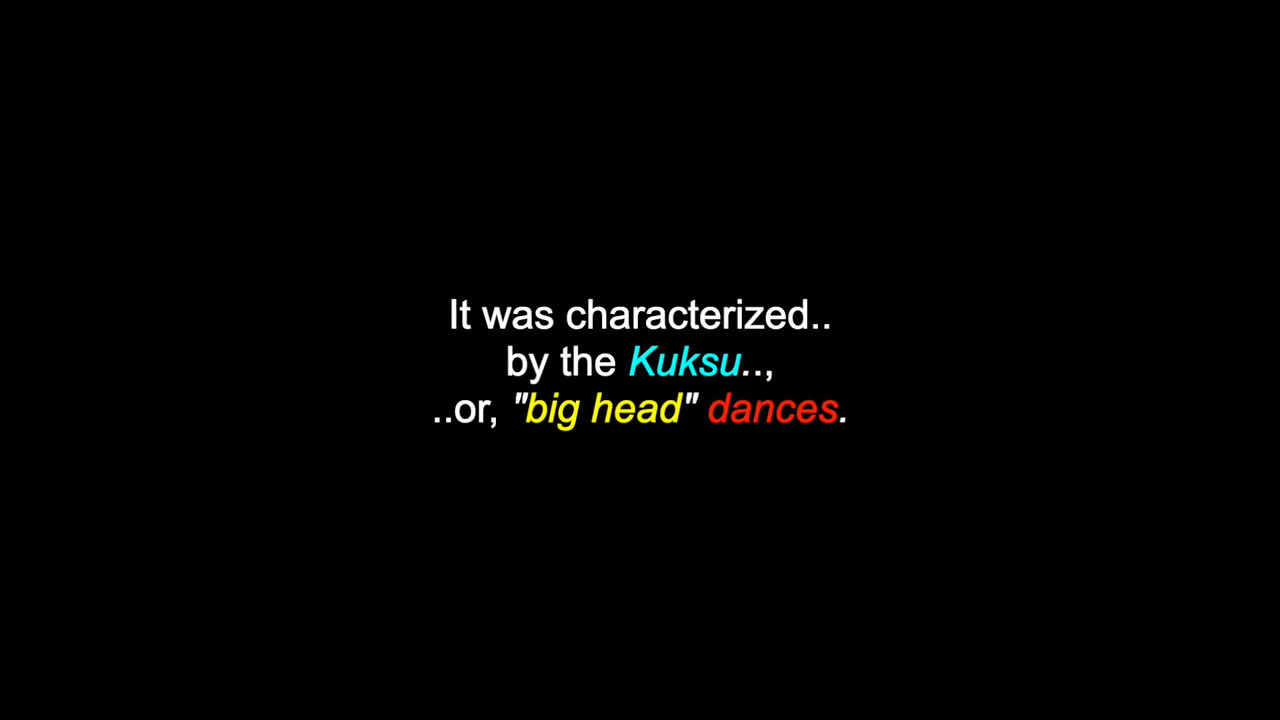 It was characterized..
by the Kuksu..,
..or, "big head" dances.